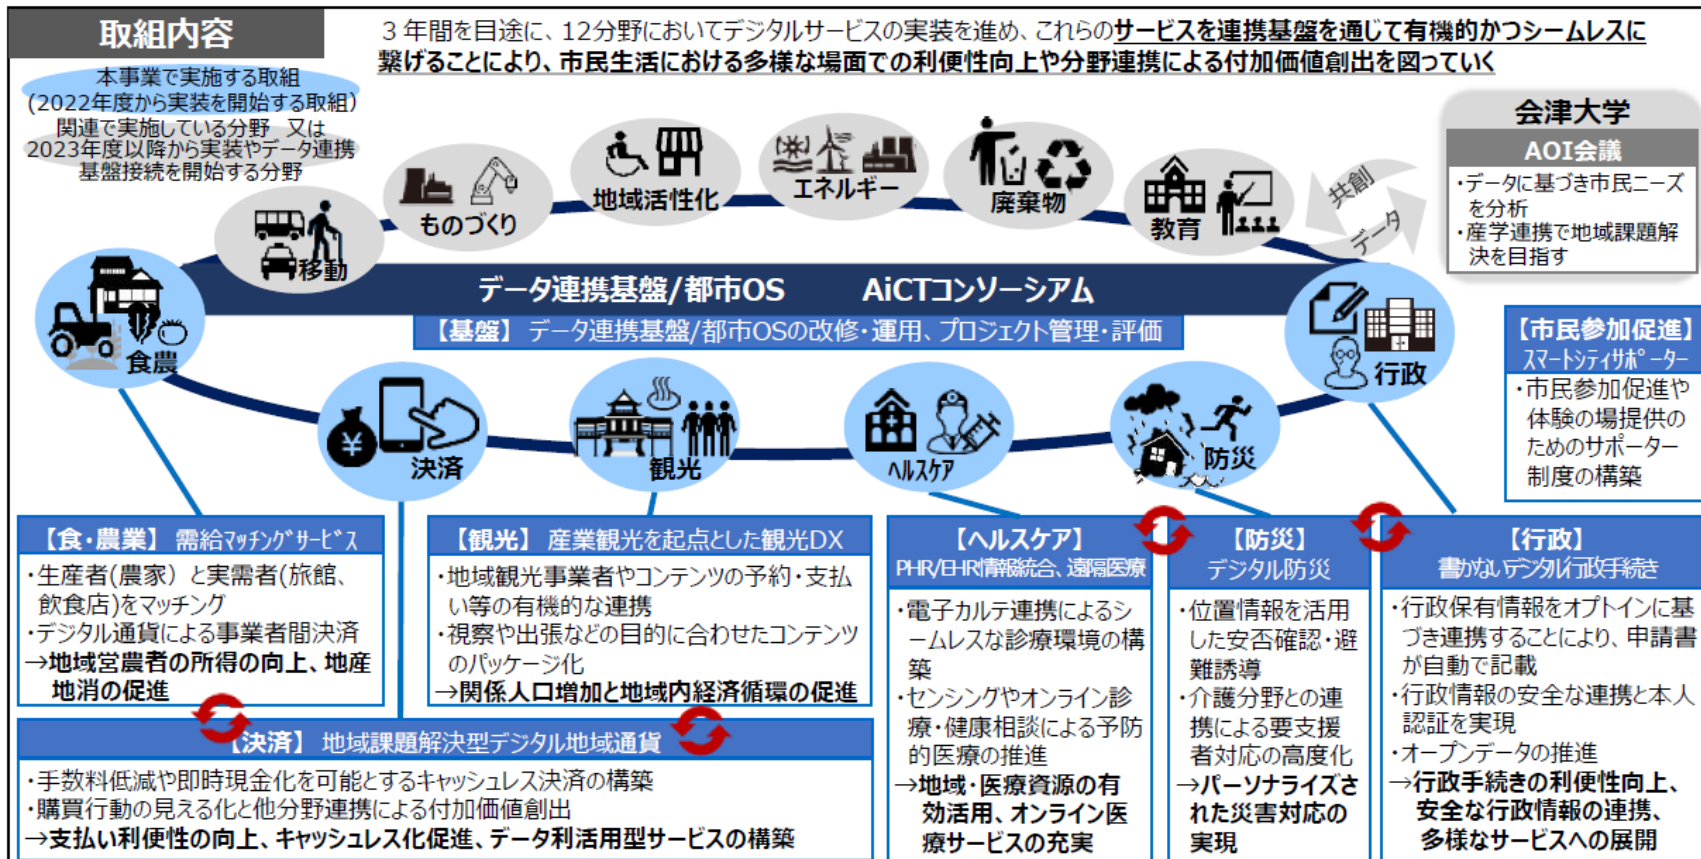 取組内容
3年間を目途に、12分野においてデジタルサービスの実装を進め、これらのサービスを連携基盤を通じて有機的かつシームレスに
繋げることにより、市民生活における多様な場面での利便性向上や分野連携による付加価値創出を図っていく
本事業で実施する取組
(2022年度から実装を開始する取組)
関連で実施している分野 又は
2023年度以降から実装やデータ連携
基盤接続を開始する分野
移動
ものづくり
地域活性化
エネルギー
廃棄物
教育
共創
データ
会津大学
AOI会議
・データに基づき市民ニーズ
を分析
・産学連携で地域課題解
決を目指す
データ連携基盤/都市OS AiCTコンソーシアム
【基盤】 データ連携基盤/都市OSの改修・運用、プロジェクト管理・評価
食農
決済
¥
観光
ヘルスケア
防災
行政
【市民参加促進】
スマートシティサポーター
・市民参加促進や
体験の場提供の
ためのサポーター
制度の構築
【食・農業】 需給マッチングサービス
・生産者(農家) と実需者(旅館、
飲食店)をマッチング
・デジタル通貨による事業者間決済
→地域営農者の所得の向上、地産
地消の促進
【観光】 産業観光を起点とした観光DX
・地域観光事業者やコンテンツの予約・支払
い等の有機的な連携
・視察や出張などの目的に合わせたコンテンツ
のパッケージ化
→関係人口増加と地域内経済循環の促進
【決済】 地域課題解決型デジタル地域通貨
・手数料低減や即時現金化を可能とするキャッシュレス決済の構築
・購買行動の見える化と他分野連携による付加価値創出
→支払い利便性の向上、キャッシュレス化促進、データ利活用型サービスの構築
【ヘルスケア】
PHR/EHR情報統合、遠隔医療
・電子カルテ連携によるシ
ームレスな診療環境の構
築
・センシングやオンライン診
療・健康相談による予防
的医療の推進
→地域・医療資源の有
効活用、オンライン医
療サービスの充実
【防災】
デジタル防災
・位置情報を活用
した安否確認・避
難誘導
・介護分野との連
携による要支援
者対応の高度化
→パーソナライズさ
れた災害対応の
実現
【行政】
書かないデジタル行政手続き
・行政保有情報をオプトインに基
づき連携することにより、申請書
が自動で記載
・行政情報の安全な連携と本人
認証を実現
・オープンデータの推進
→行政手続きの利便性向上、
安全な行政情報の連携、
多様なサービスへの展開